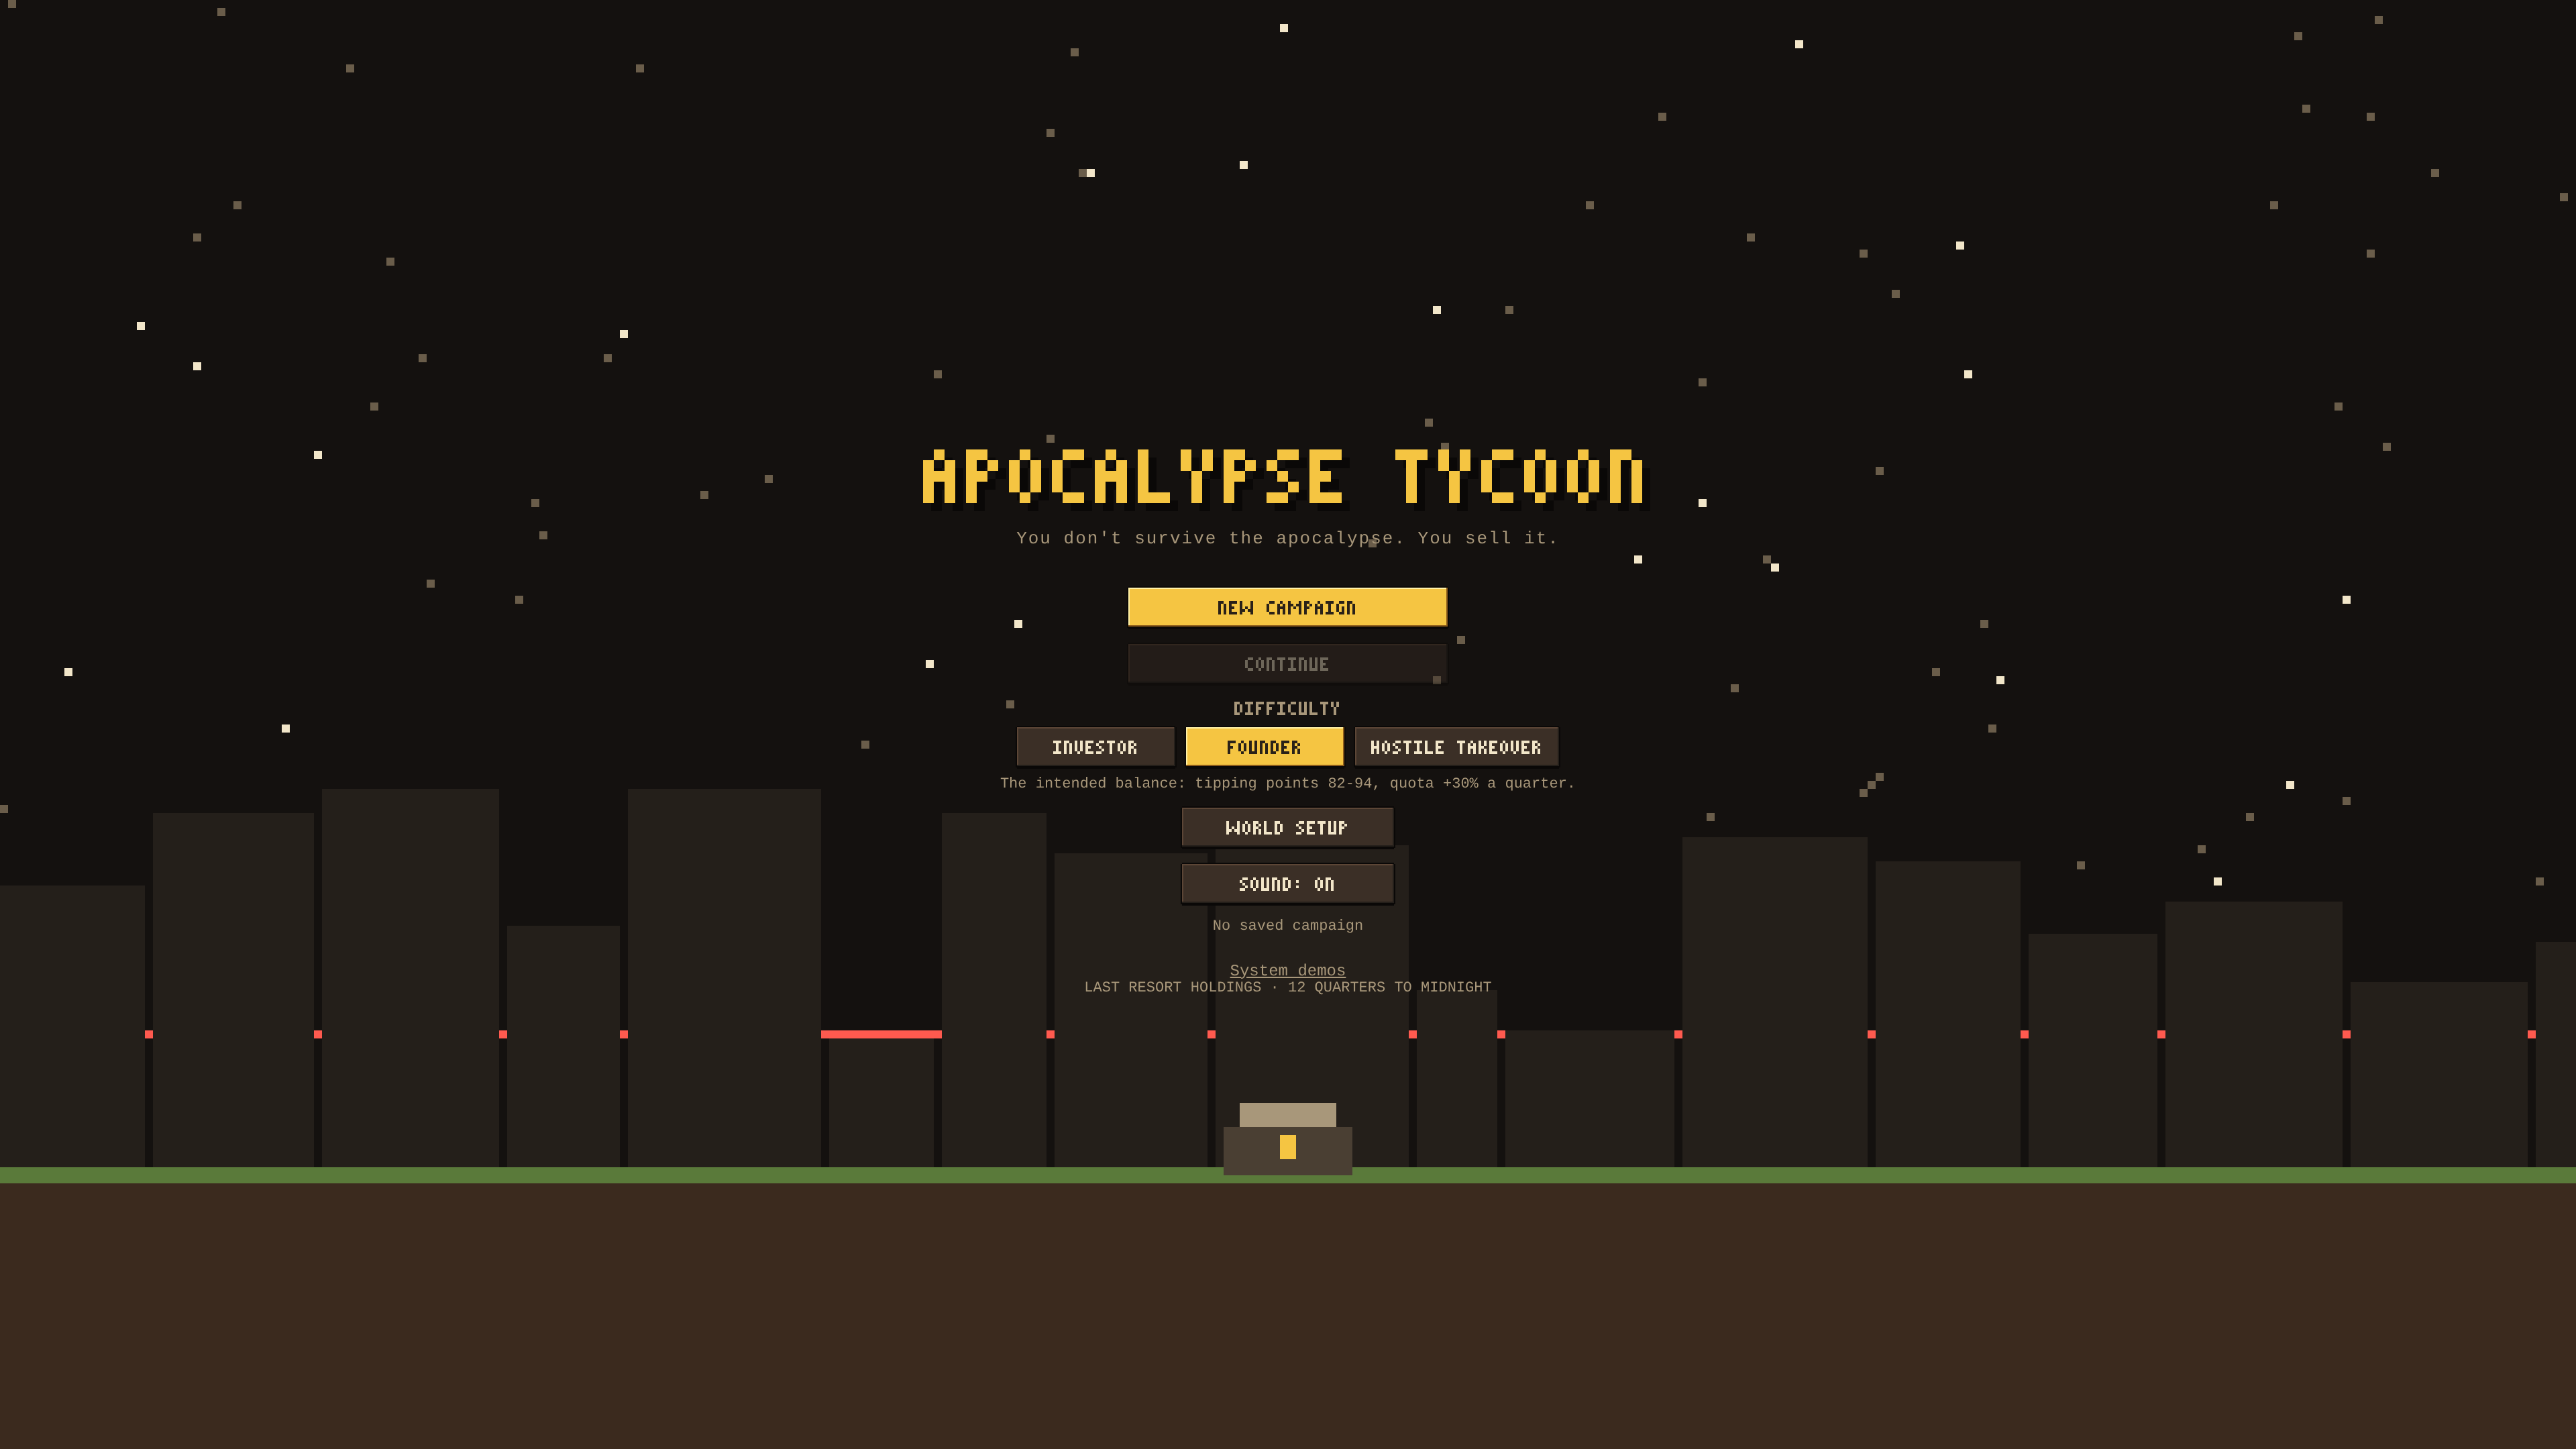 APOCALYPSE TYCOON
You don't survive the apocalypse. You sell it.
NEW CAMPAIGN
CONTINUE
DIFFICULTY
INVESTOR FOUNDER HOSTILE TAKEOVER
The intended balance: tipping points 82-94, quota +30% a quarter.
WORLD SETUP
SOUND: ON
No saved campaign
System demos
LAST RESORT HOLDINGS · 12 QUARTERS TO MIDNIGHT